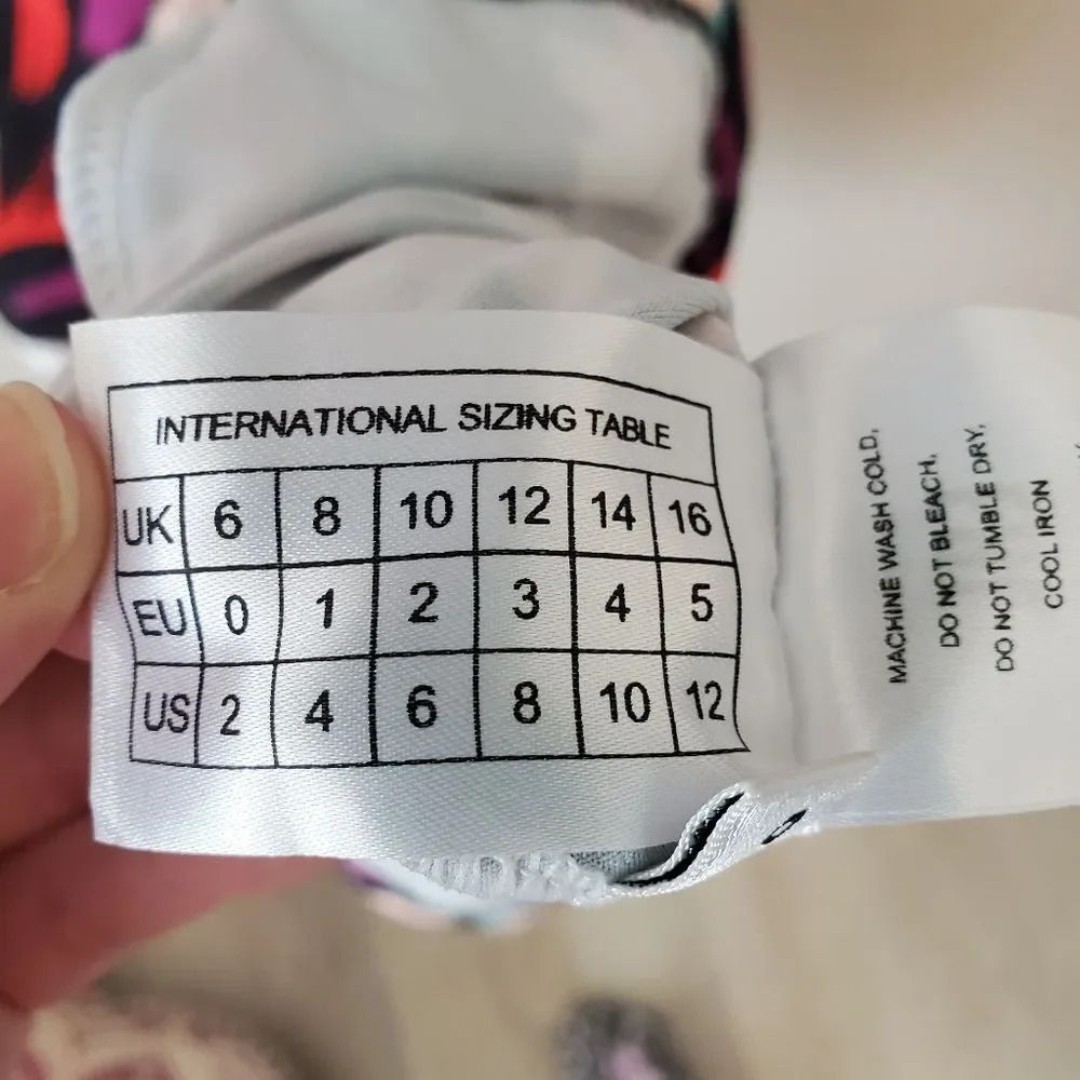 INTERNATIONAL SIZING TABLE
UK 6 8 10 12 14 16
EU 0 1 2 3 4 5
US 2 4 6 8 10 12
MACHINE WASH COLD,
DO NOT BLEACH,
DO NOT TUMBLE DRY,
COOL IRON